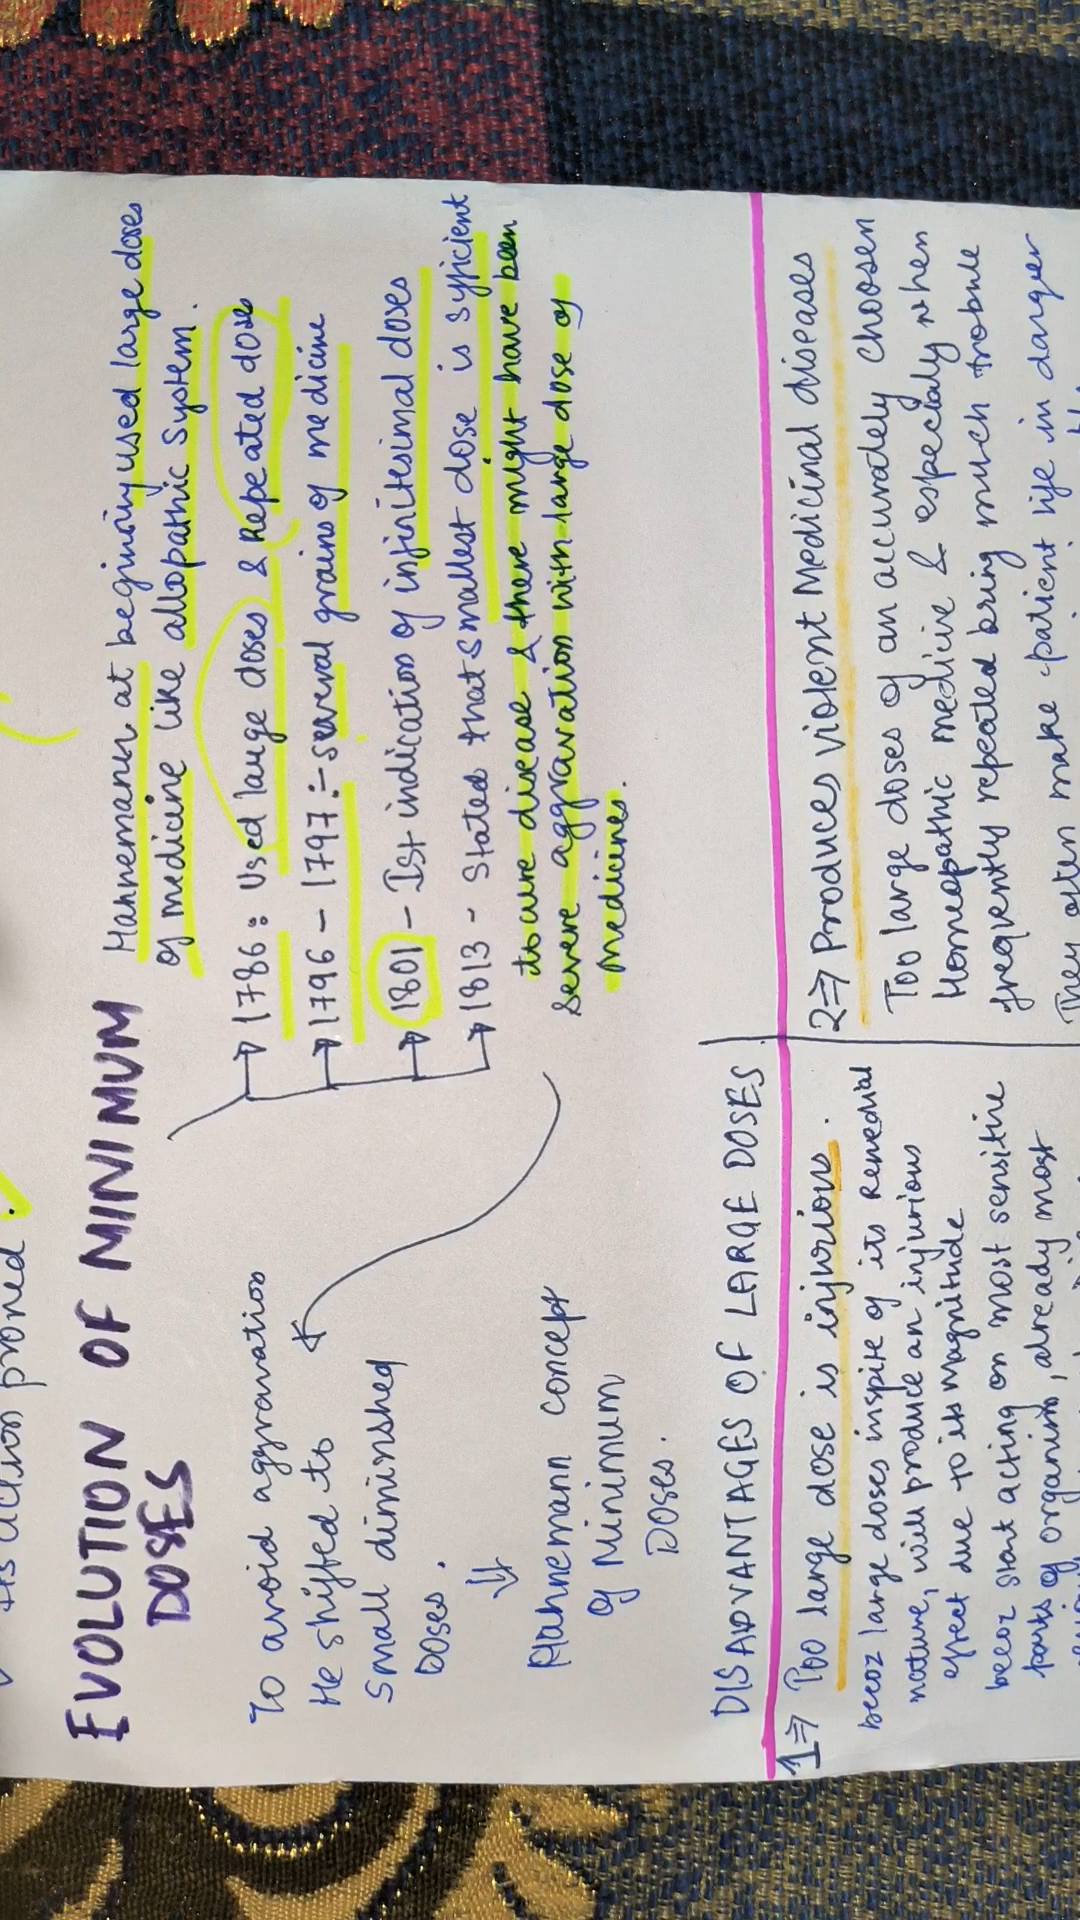 its action proned.
EVOLUTION OF MINIMUM
DOSES
Hahnemann at beginning used large doses
of medicine like allopathic system.
1786: Used large doses & Repeated doses
1796 - 1797 :- several grains of medicine
1801 - Ist indication of infinitesimal doses
1813 - Stated that smallest dose is sufficient
to cure disease & there might have been
severe aggravation with large dose of
medicines.
To avoid aggravation
He shifted to
small diminished
Doses.
Hahnemann concept
of Minimum
Doses.
DISADVANTAGES OF LARGE DOSES
1⇒ Too large dose is injurious.
becoz large doses inspite of its Remedial
nature, will produce an injurious
effect due to its magnitude
becoz start acting on most sensitive
parts of organism, already most
2⇒ Produces violent Medicinal diseases
Too large doses of an accurately choosen
Homeopathic medicine & especially when
frequently repeated bring much trobule
They often make patient life in danger